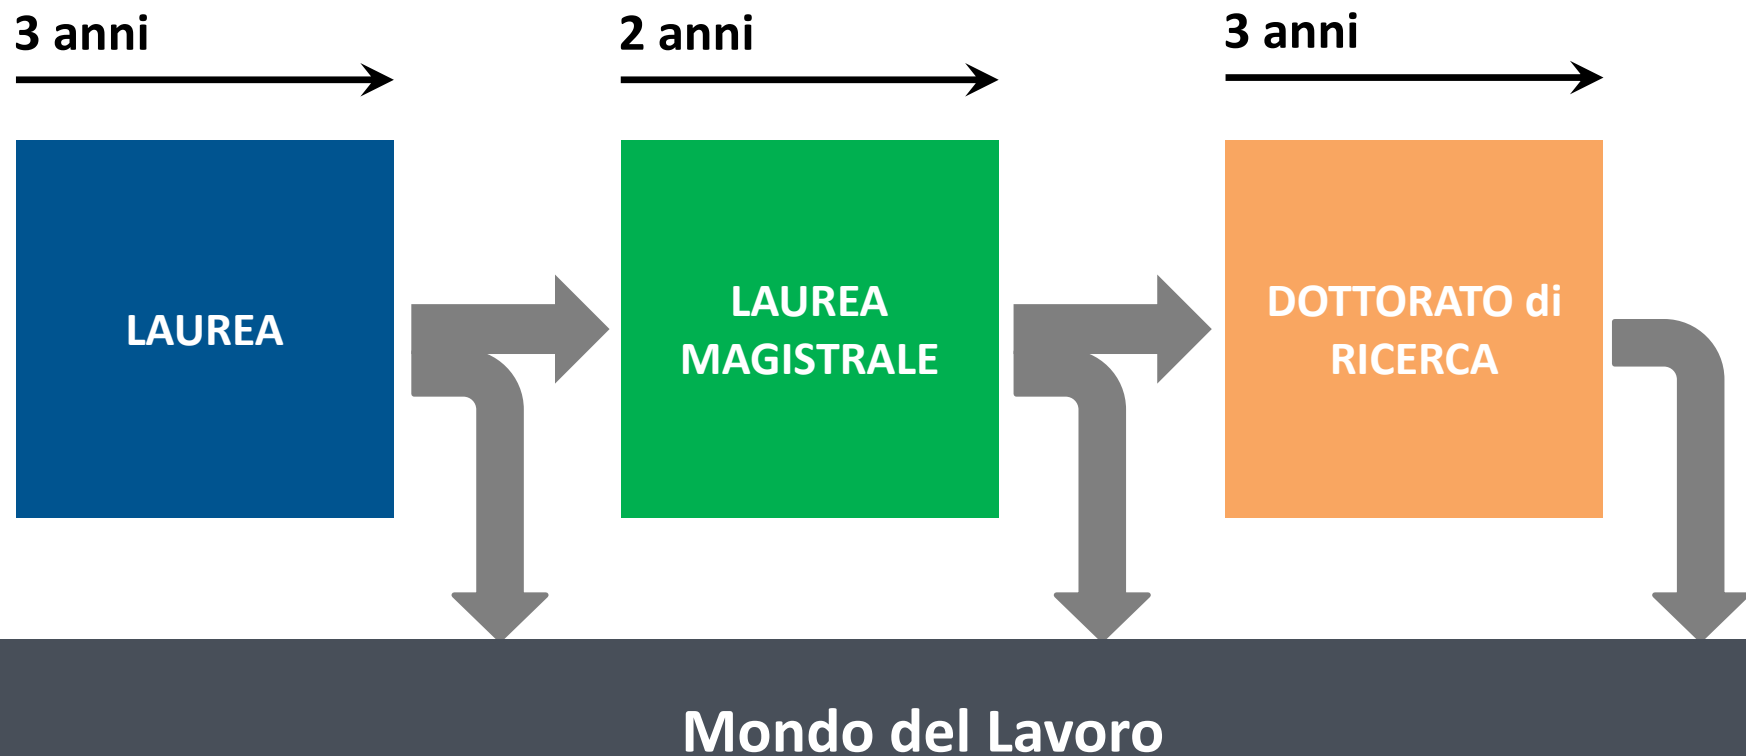 3 anni
2 anni
3 anni
LAUREA
LAUREA
MAGISTRALE
DOTTORATO di
RICERCA
Mondo del Lavoro